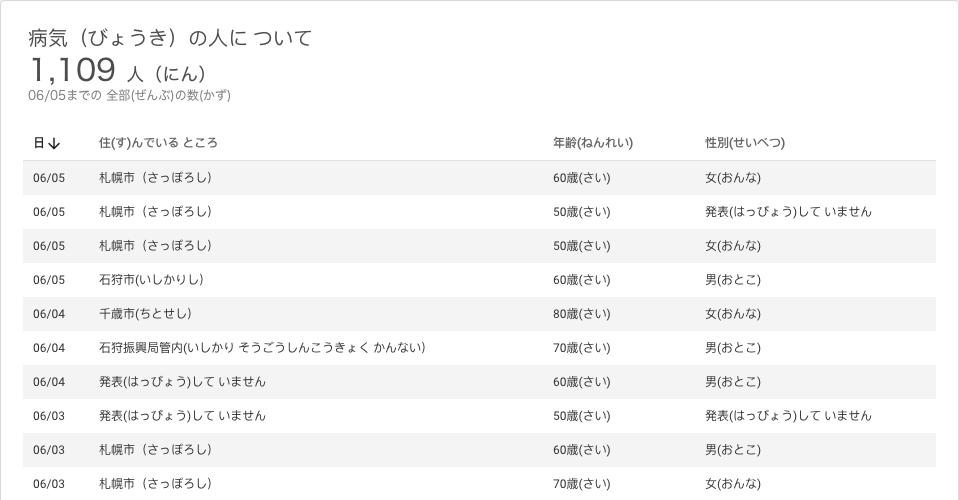 病気（びょうき）の人に ついて
1,109 人（にん）
06/05までの 全部(ぜんぶ)の数(かず)
日↓ 住(す)んでいる ところ 年齢(ねんれい) 性別(せいべつ)
06/05 札幌市（さっぽろし） 60歳(さい) 女(おんな)
06/05 札幌市（さっぽろし） 50歳(さい) 発表(はっぴょう)して いません
06/05 札幌市（さっぽろし） 50歳(さい) 女(おんな)
06/05 石狩市(いしかりし） 60歳(さい) 男(おとこ)
06/04 千歳市(ちとせし） 80歳(さい) 女(おんな)
06/04 石狩振興局管内(いしかり そうごうしんこうきょく かんない） 70歳(さい) 男(おとこ)
06/04 発表(はっぴょう)して いません 60歳(さい) 男(おとこ)
06/03 発表(はっぴょう)して いません 50歳(さい) 発表(はっぴょう)して いません
06/03 札幌市（さっぽろし） 60歳(さい) 男(おとこ)
06/03 札幌市（さっぽろし） 70歳(さい) 女(おんな)